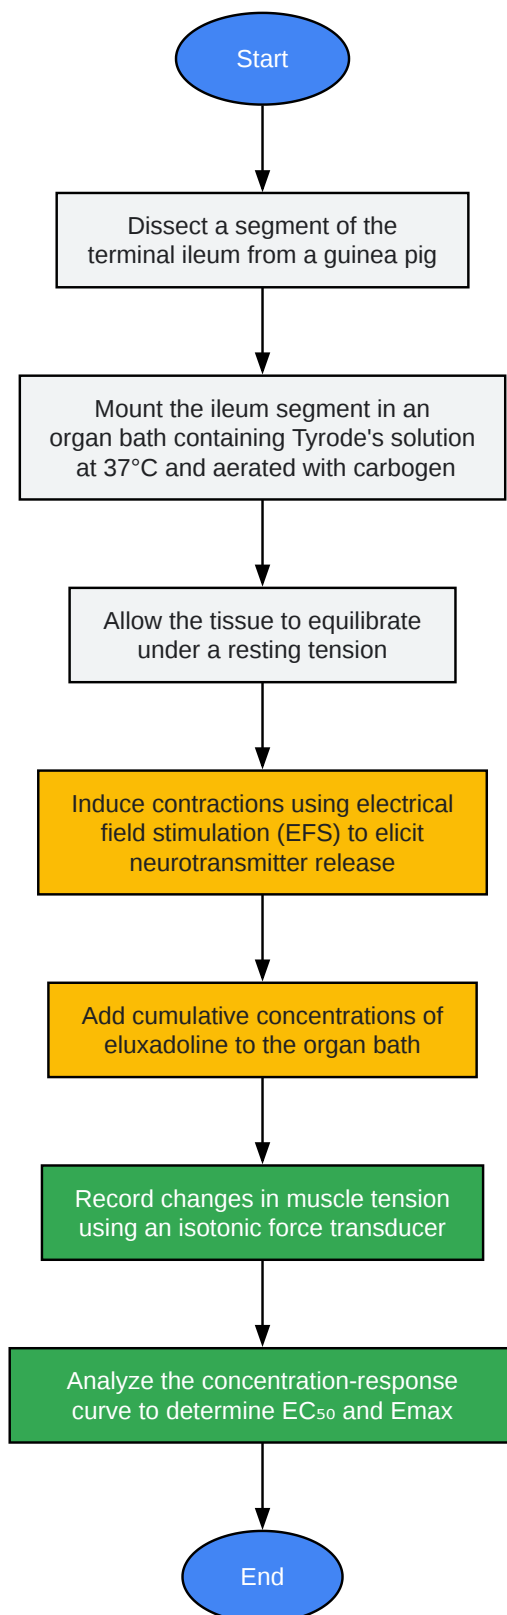 Start
Dissect a segment of the
terminal ileum from a guinea pig
Mount the ileum segment in an
organ bath containing Tyrode's solution
at 37°C and aerated with carbogen
Allow the tissue to equilibrate
under a resting tension
Induce contractions using electrical
field stimulation (EFS) to elicit
neurotransmitter release
Add cumulative concentrations of
eluxadoline to the organ bath
Record changes in muscle tension
using an isotonic force transducer
Analyze the concentration-response
curve to determine EC₅₀ and Emax
End